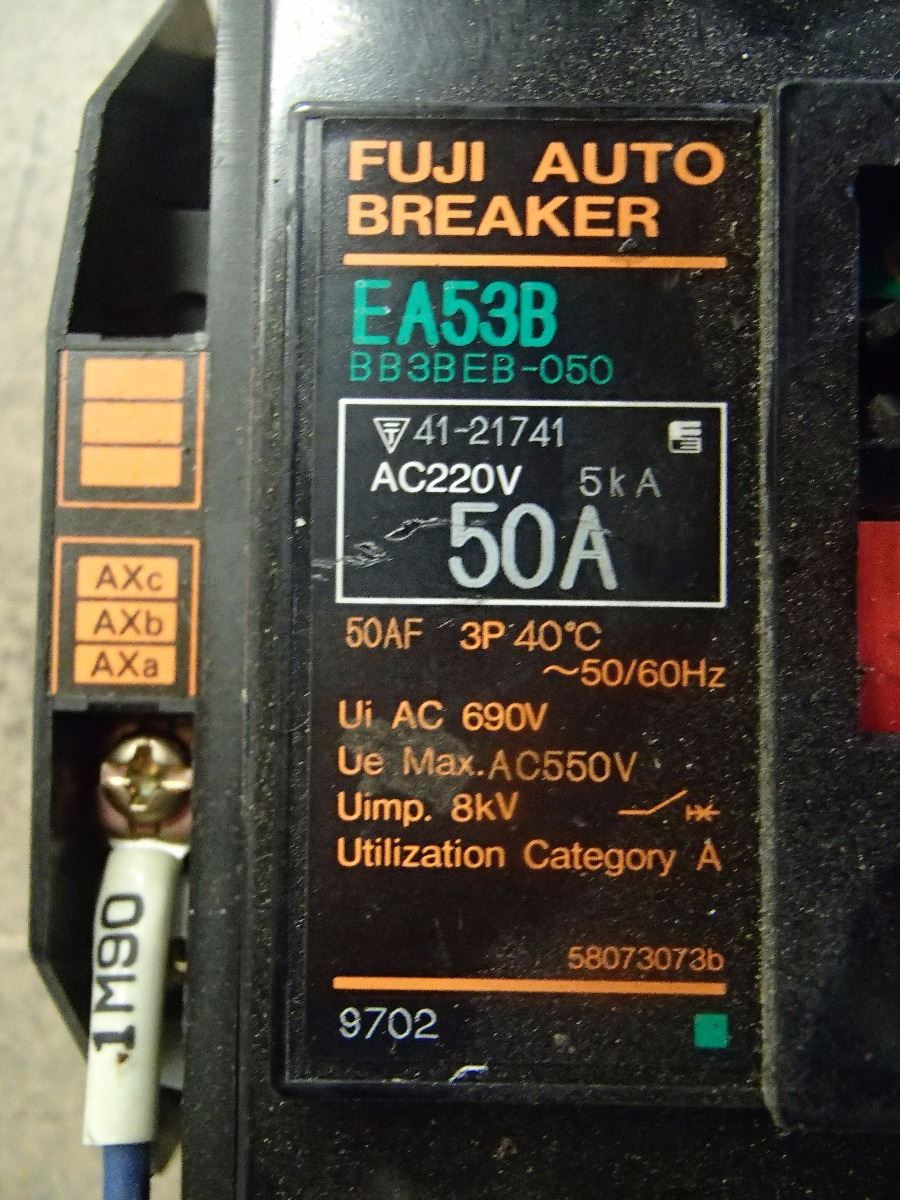 FUJI AUTO
BREAKER
EA53B
BB3BEB-050
41-21741
AC220V 5kA
50A
50AF 3P 40°C
~50/60Hz
Ui AC 690V
Ue Max. AC550V
Uimp. 8kV
Utilization Category A
58073073b
9702
AXc
AXb
AXa
1M90